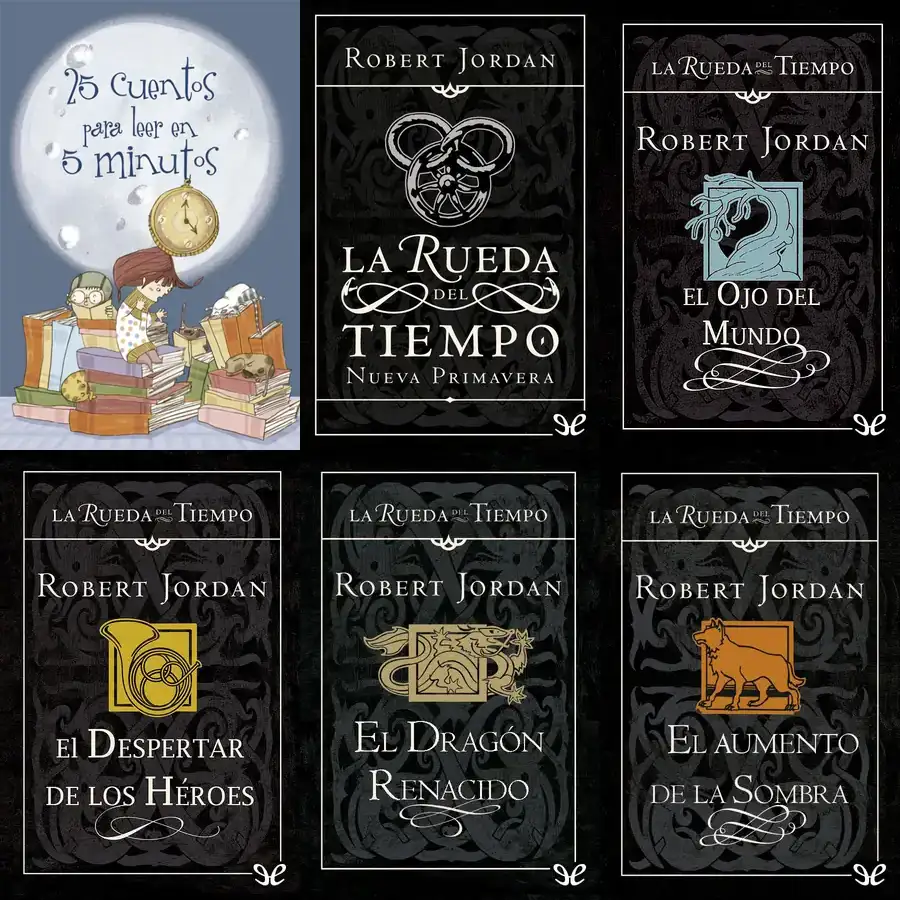 25 cuentos
para leer en
5 minutos
ROBERT JORDAN
LA RUEDA
DEL
TIEMPO
NUEVA PRIMAVERA
LA RUEDA DEL TIEMPO
ROBERT JORDAN
EL OJO DEL
MUNDO
LA RUEDA DEL TIEMPO
ROBERT JORDAN
El DESPERTAR
DE LOS HÉROES
LA RUEDA DEL TIEMPO
ROBERT JORDAN
EL DRAGÓN
RENACIDO
LA RUEDA DEL TIEMPO
ROBERT JORDAN
EL AUMENTO
DE LA SOMBRA